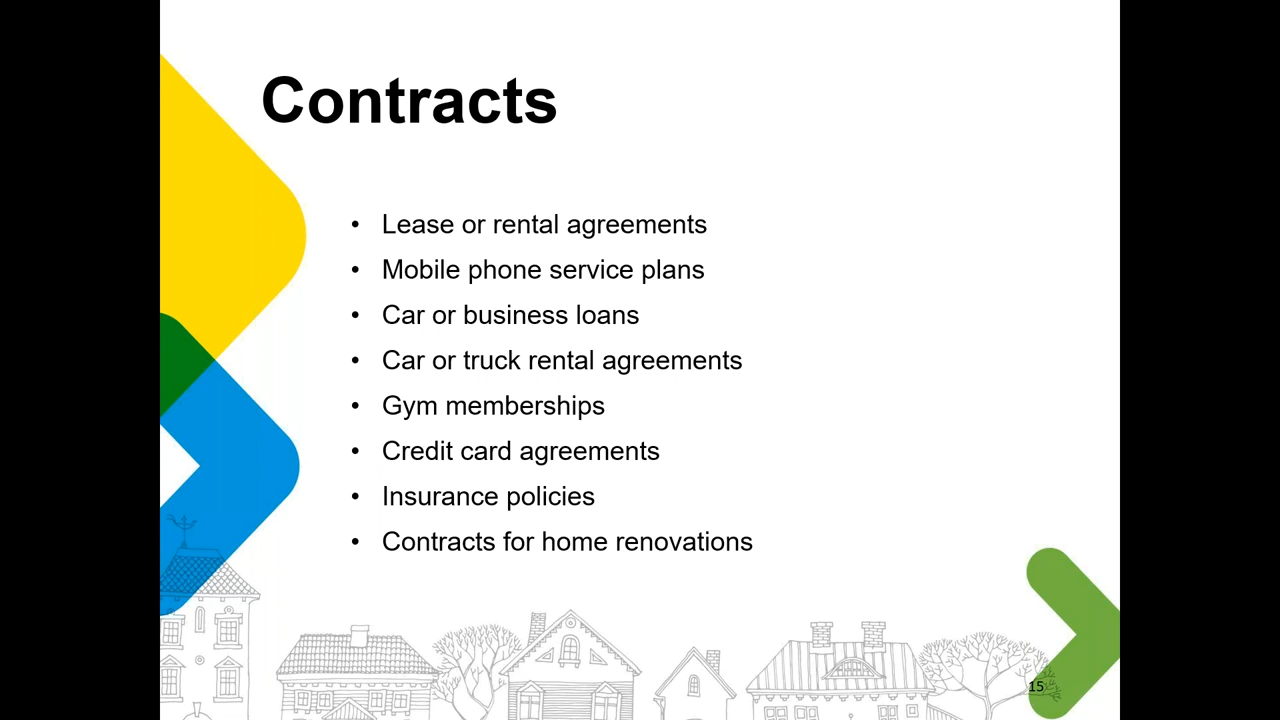 Contracts
• Lease or rental agreements
• Mobile phone service plans
• Car or business loans
• Car or truck rental agreements
• Gym memberships
• Credit card agreements
• Insurance policies
• Contracts for home renovations
15